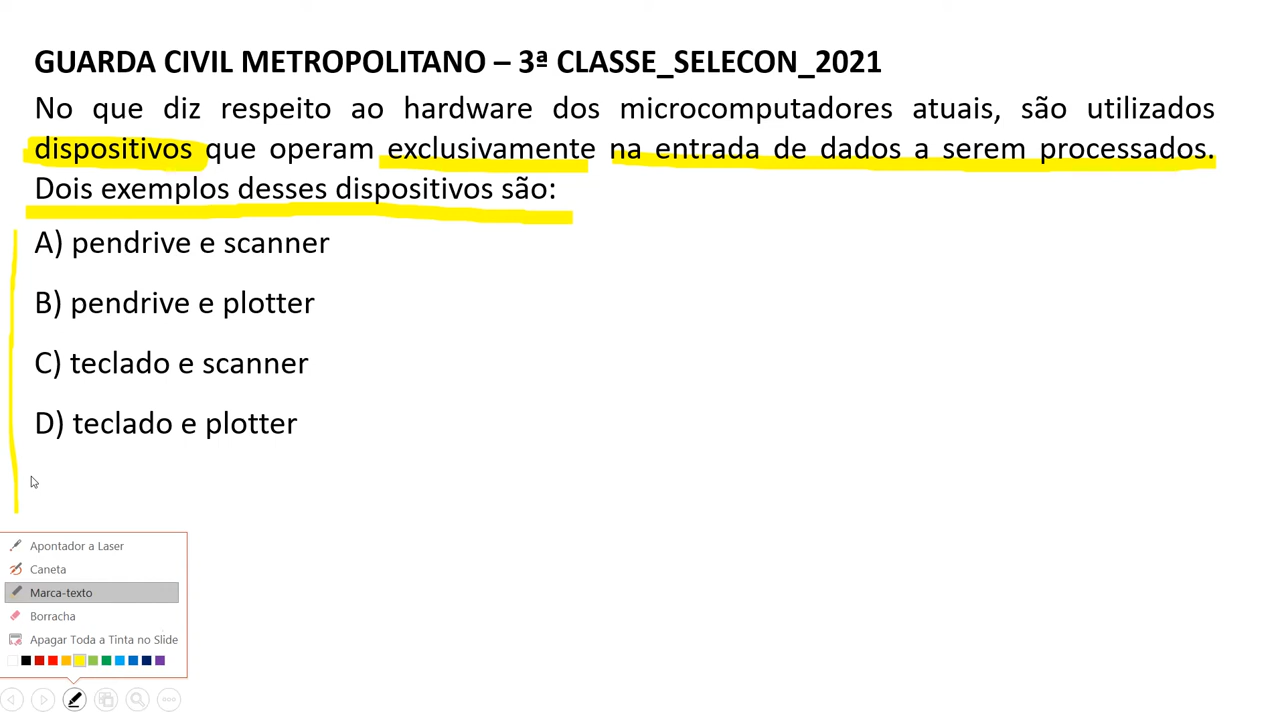 GUARDA CIVIL METROPOLITANO – 3ª CLASSE_SELECON_2021
No que diz respeito ao hardware dos microcomputadores atuais, são utilizados
dispositivos que operam exclusivamente na entrada de dados a serem processados.
Dois exemplos desses dispositivos são:
A) pendrive e scanner
B) pendrive e plotter
C) teclado e scanner
D) teclado e plotter
Apontador a Laser
Caneta
Marca-texto
Borracha
Apagar Toda a Tinta no Slide